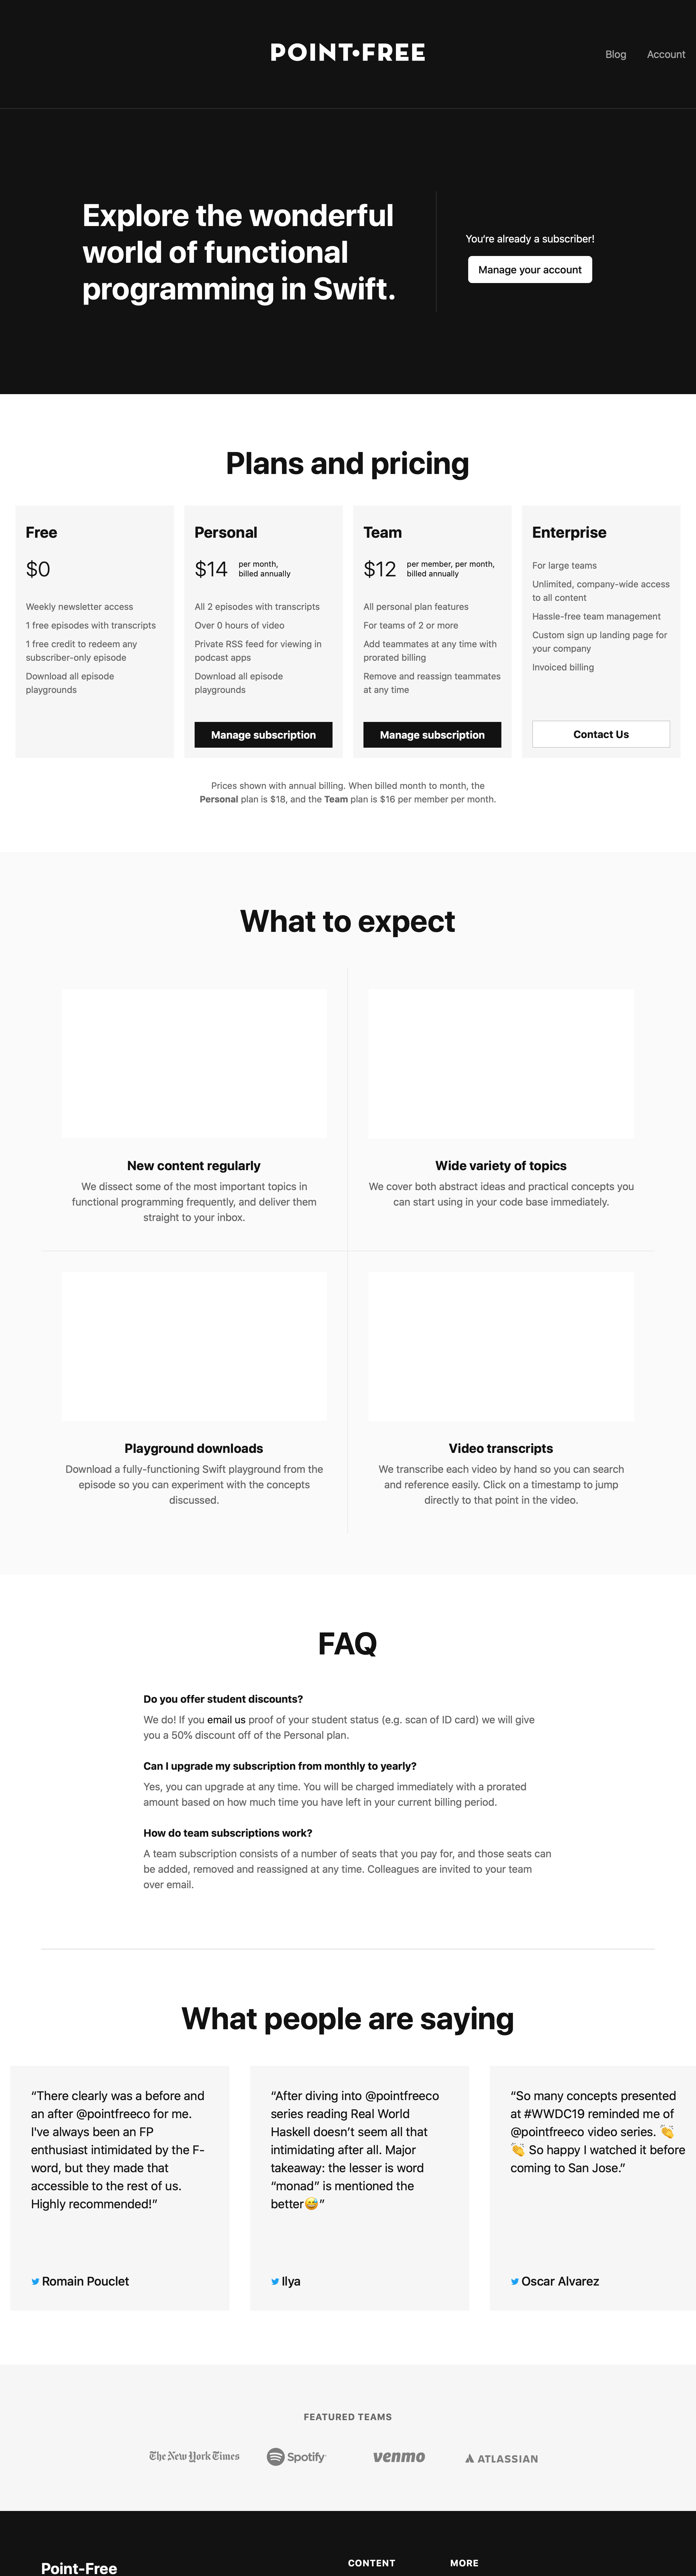 POINT•FREE
Blog
Account
Explore the wonderful
world of functional
programming in Swift.
You’re already a subscriber!
Manage your account
Plans and pricing
Free
$0
Weekly newsletter access
1 free episodes with transcripts
1 free credit to redeem any
subscriber-only episode
Download all episode
playgrounds
Personal
$14
per month,
billed annually
All 2 episodes with transcripts
Over 0 hours of video
Private RSS feed for viewing in
podcast apps
Download all episode
playgrounds
Manage subscription
Team
$12
per member, per month,
billed annually
All personal plan features
For teams of 2 or more
Add teammates at any time with
prorated billing
Remove and reassign teammates
at any time
Manage subscription
Enterprise
For large teams
Unlimited, company-wide access
to all content
Hassle-free team management
Custom sign up landing page for
your company
Invoiced billing
Contact Us
Prices shown with annual billing. When billed month to month, the
Personal plan is $18, and the Team plan is $16 per member per month.
What to expect
New content regularly
We dissect some of the most important topics in
functional programming frequently, and deliver them
straight to your inbox.
Wide variety of topics
We cover both abstract ideas and practical concepts you
can start using in your code base immediately.
Playground downloads
Download a fully-functioning Swift playground from the
episode so you can experiment with the concepts
discussed.
Video transcripts
We transcribe each video by hand so you can search
and reference easily. Click on a timestamp to jump
directly to that point in the video.
FAQ
Do you offer student discounts?
We do! If you email us proof of your student status (e.g. scan of ID card) we will give
you a 50% discount off of the Personal plan.
Can I upgrade my subscription from monthly to yearly?
Yes, you can upgrade at any time. You will be charged immediately with a prorated
amount based on how much time you have left in your current billing period.
How do team subscriptions work?
A team subscription consists of a number of seats that you pay for, and those seats can
be added, removed and reassigned at any time. Colleagues are invited to your team
over email.
What people are saying
“There clearly was a before and
an after @pointfreeco for me.
I've always been an FP
enthusiast intimidated by the F-
word, but they made that
accessible to the rest of us.
Highly recommended!”
Romain Pouclet
“After diving into @pointfreeco
series reading Real World
Haskell doesn’t seem all that
intimidating after all. Major
takeaway: the lesser is word
“monad” is mentioned the
better😅”
Ilya
“So many concepts presented
at #WWDC19 reminded me of
@pointfreeco video series. 👏
👏 So happy I watched it before
coming to San Jose.”
Oscar Alvarez
FEATURED TEAMS
The New York Times
Spotify
venmo
ATLASSIAN
Point-Free
CONTENT
MORE